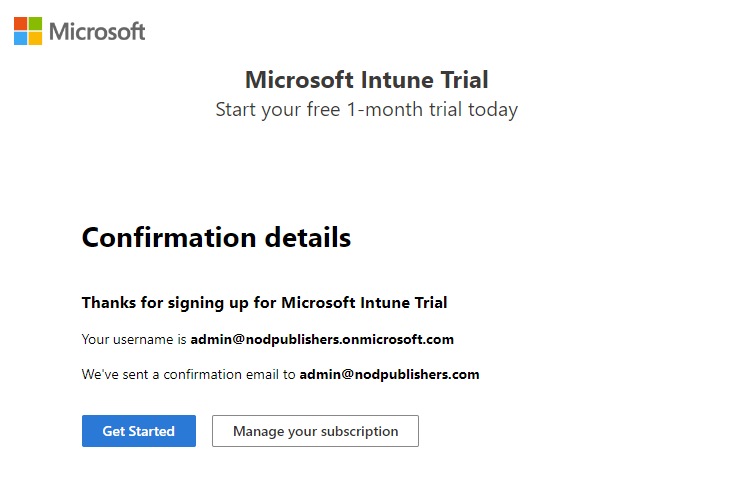 Microsoft
Microsoft Intune Trial
Start your free 1-month trial today
Confirmation details
Thanks for signing up for Microsoft Intune Trial
Your username is admin@nodpublishers.onmicrosoft.com
We've sent a confirmation email to admin@nodpublishers.com
Get Started
Manage your subscription